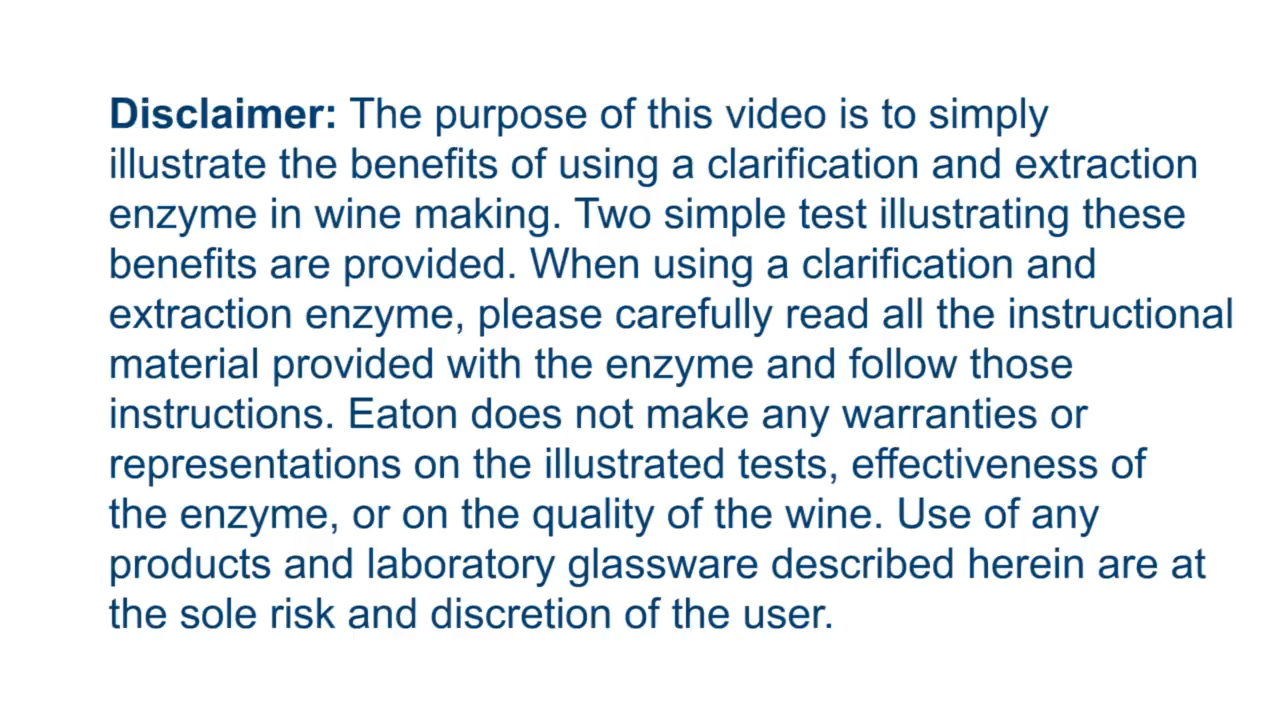 Disclaimer: The purpose of this video is to simply
illustrate the benefits of using a clarification and extraction
enzyme in wine making. Two simple test illustrating these
benefits are provided. When using a clarification and
extraction enzyme, please carefully read all the instructional
material provided with the enzyme and follow those
instructions. Eaton does not make any warranties or
representations on the illustrated tests, effectiveness of
the enzyme, or on the quality of the wine. Use of any
products and laboratory glassware described herein are at
the sole risk and discretion of the user.